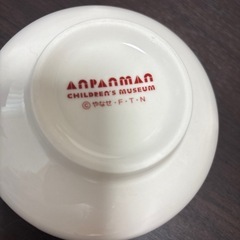 ANPANMAN
CHILDREN'S MUSEUM
©やなせ・F・T・N